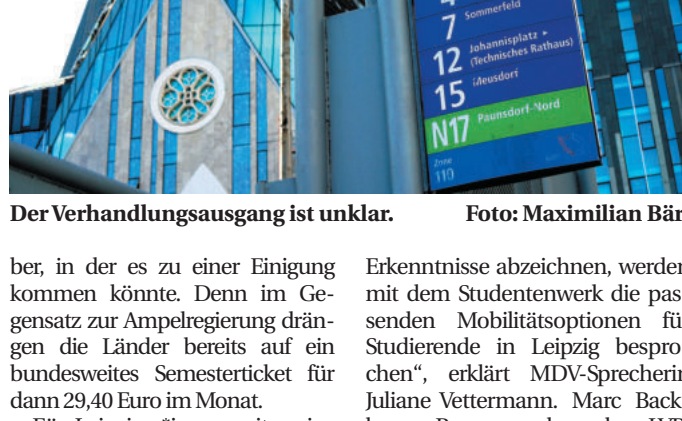 7 Sommerfeld
12 Johannisplatz ▸
(Technisches Rathaus)
15 Meusdorf
N17 Paunsdorf-Nord
Zone
110
Der Verhandlungsausgang ist unklar. Foto: Maximilian Bär
ber, in der es zu einer Einigung
kommen könnte. Denn im Ge-
gensatz zur Ampelregierung drän-
gen die Länder bereits auf ein
bundesweites Semesterticket für
dann 29,40 Euro im Monat.
Erkenntnisse abzeichnen, werden
mit dem Studentenwerk die pas-
senden Mobilitätsoptionen für
Studierende in Leipzig bespro-
chen“, erklärt MDV-Sprecherin
Juliane Vettermann. Marc Back-